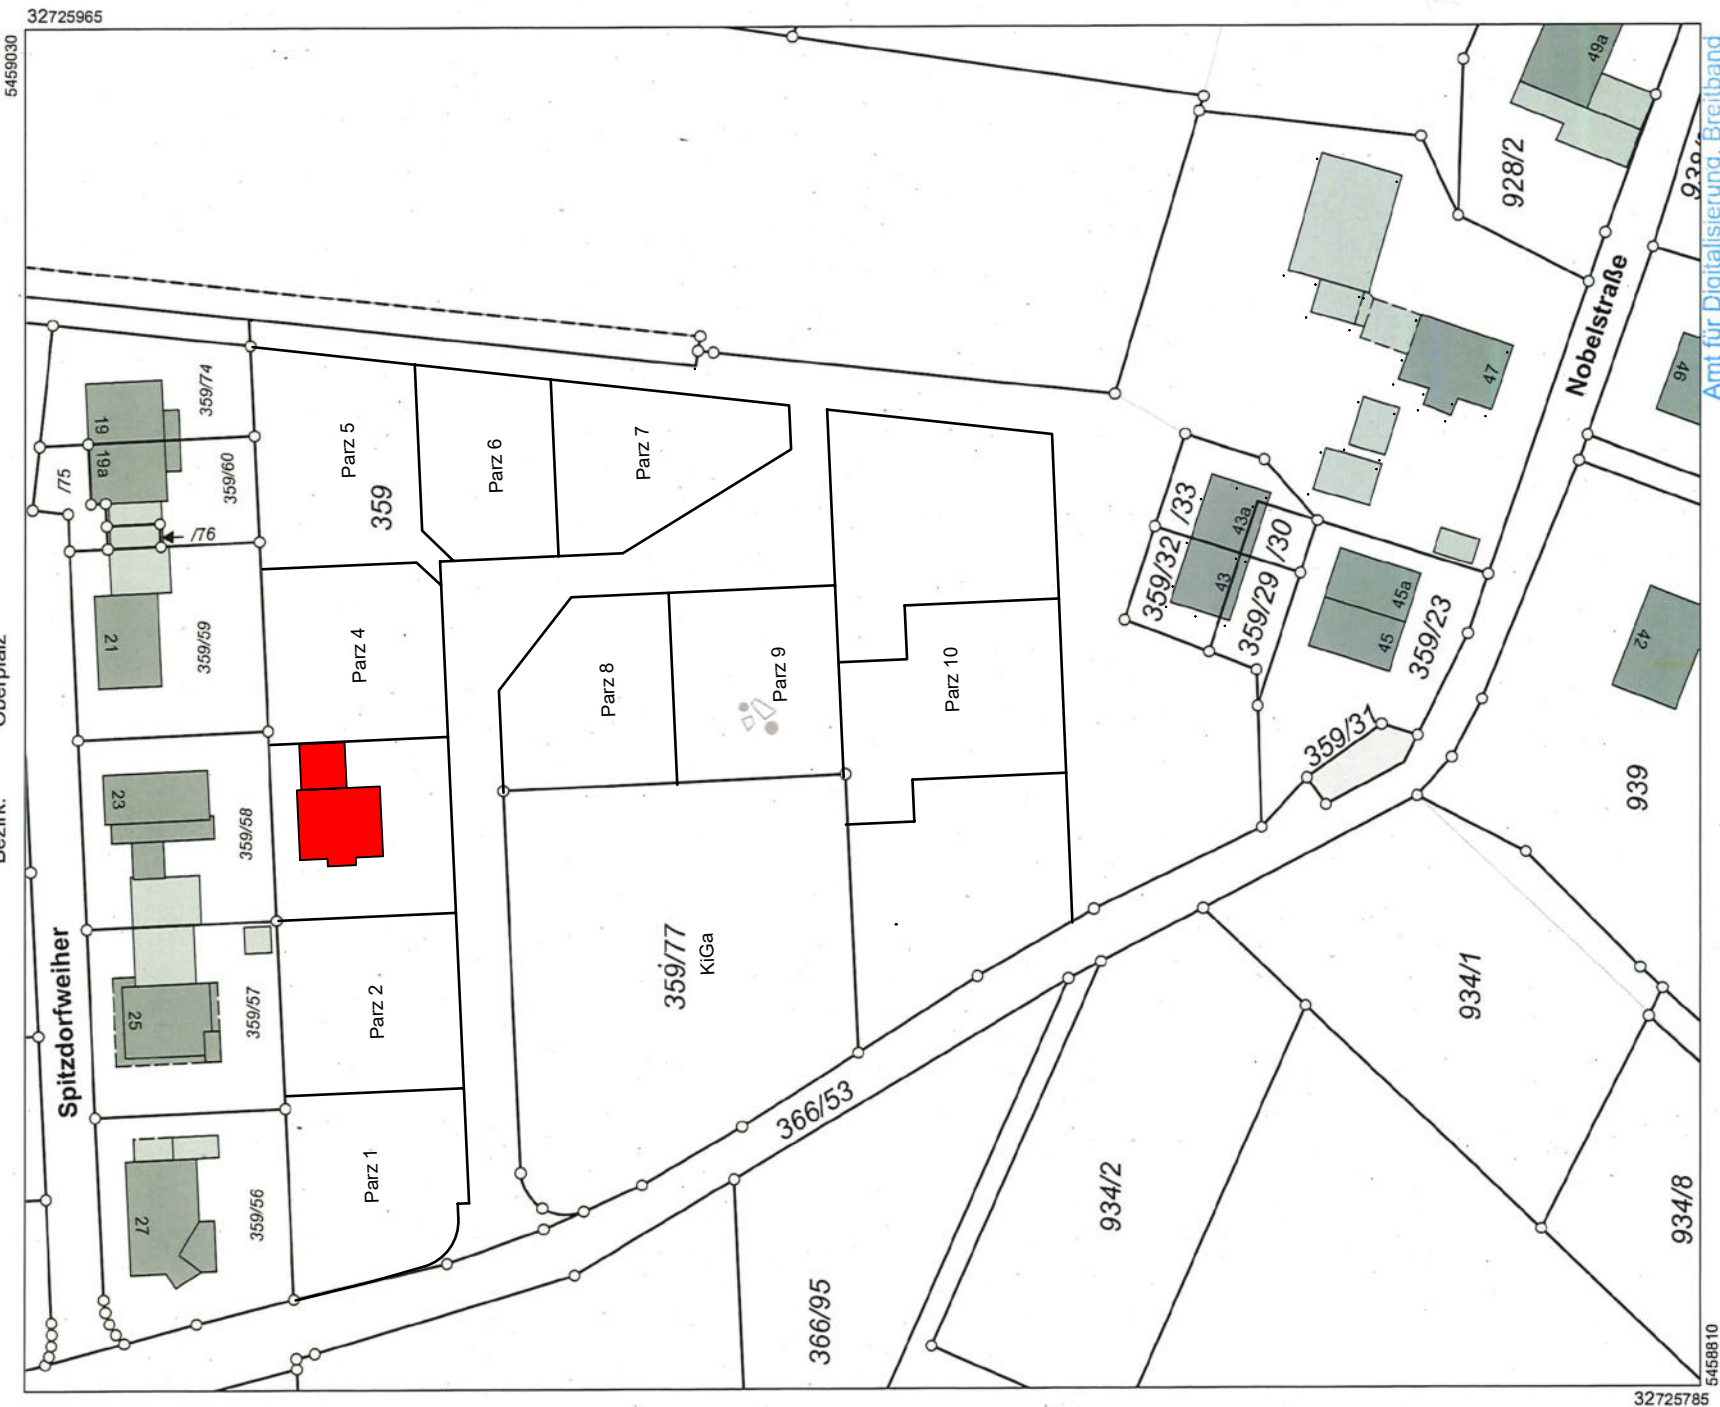 32725965
5459030
Amt für Digitalisierung, Breitband
49a
928/2
Nobelstraße
46
47
359/74
19
19a
/75
359/60
/76
Parz 5
359
Parz 6
Parz 7
/33
43a
/30
359/32
43
359/29
45a
45
359/23
42
21
359/59
Parz 4
Parz 8
Parz 9
Parz 10
359/31
939
23
359/58
Spitzdorfweiher
25
359/57
Parz 2
359/77
KiGa
934/1
366/53
27
359/56
Parz 1
934/2
934/8
366/95
5458810
32725785